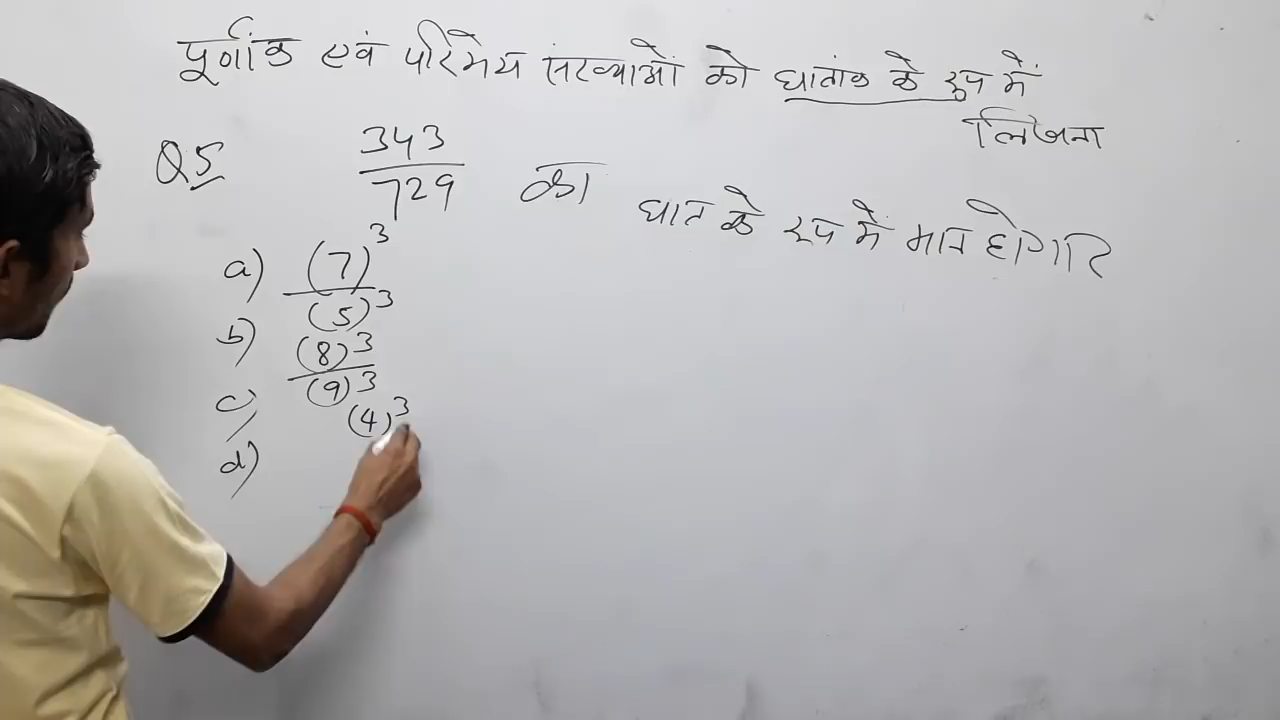 पूर्णांक एवं परिमेय संख्याओं को घातांक के रूप में
लिखना
Q5 343/729 का घात के रूप में मान होगा?
a) (7)³/(5)³
b) (8)³/(9)³
c) (4)³
d)